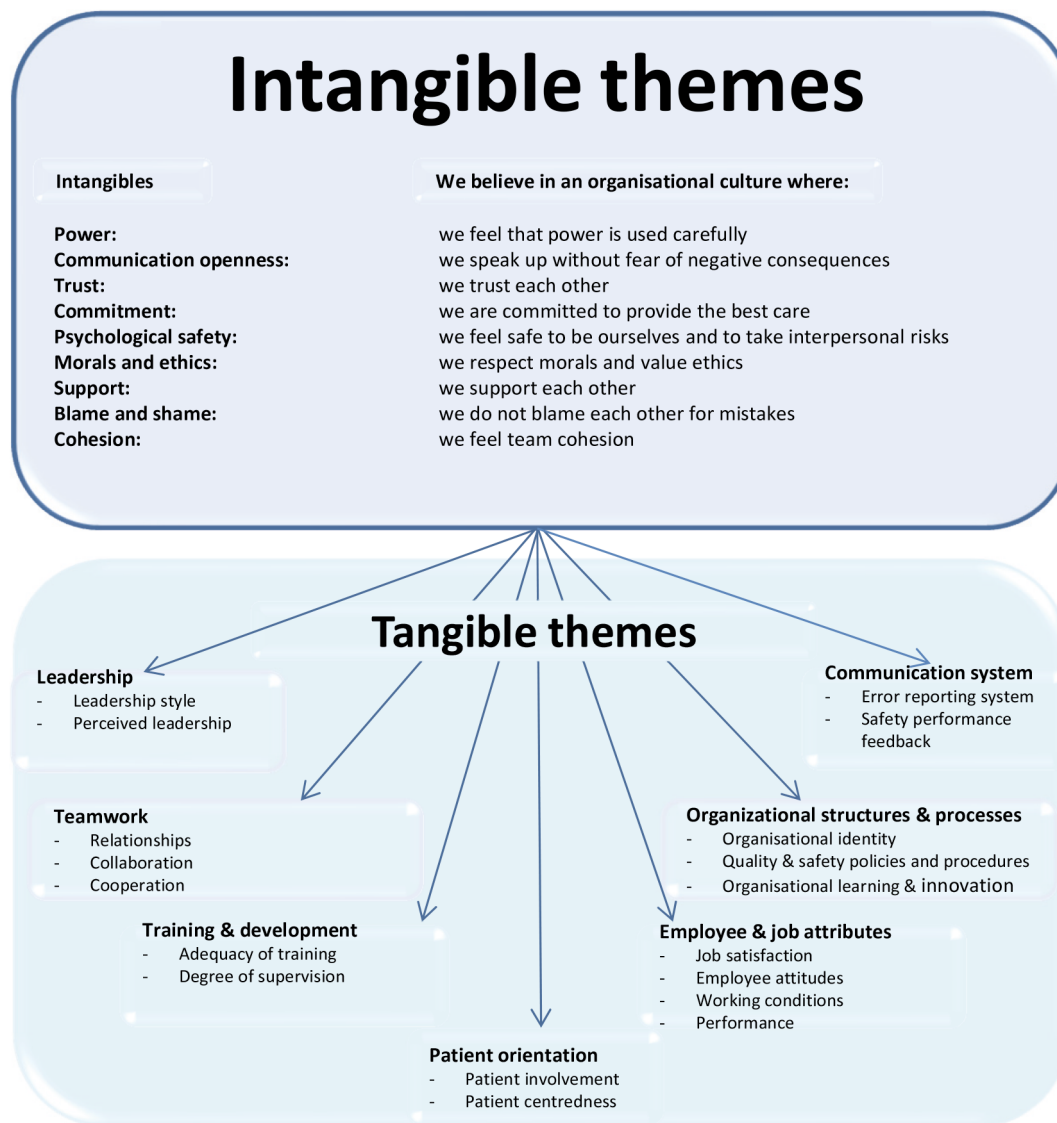 Intangible themes
Intangibles
We believe in an organisational culture where:
Power: we feel that power is used carefully
Communication openness: we speak up without fear of negative consequences
Trust: we trust each other
Commitment: we are committed to provide the best care
Psychological safety: we feel safe to be ourselves and to take interpersonal risks
Morals and ethics: we respect morals and value ethics
Support: we support each other
Blame and shame: we do not blame each other for mistakes
Cohesion: we feel team cohesion
Tangible themes
Leadership
- Leadership style
- Perceived leadership
Communication system
- Error reporting system
- Safety performance
feedback
Teamwork
- Relationships
- Collaboration
- Cooperation
Organizational structures & processes
- Organisational identity
- Quality & safety policies and procedures
- Organisational learning & innovation
Training & development
- Adequacy of training
- Degree of supervision
Employee & job attributes
- Job satisfaction
- Employee attitudes
- Working conditions
- Performance
Patient orientation
- Patient involvement
- Patient centredness